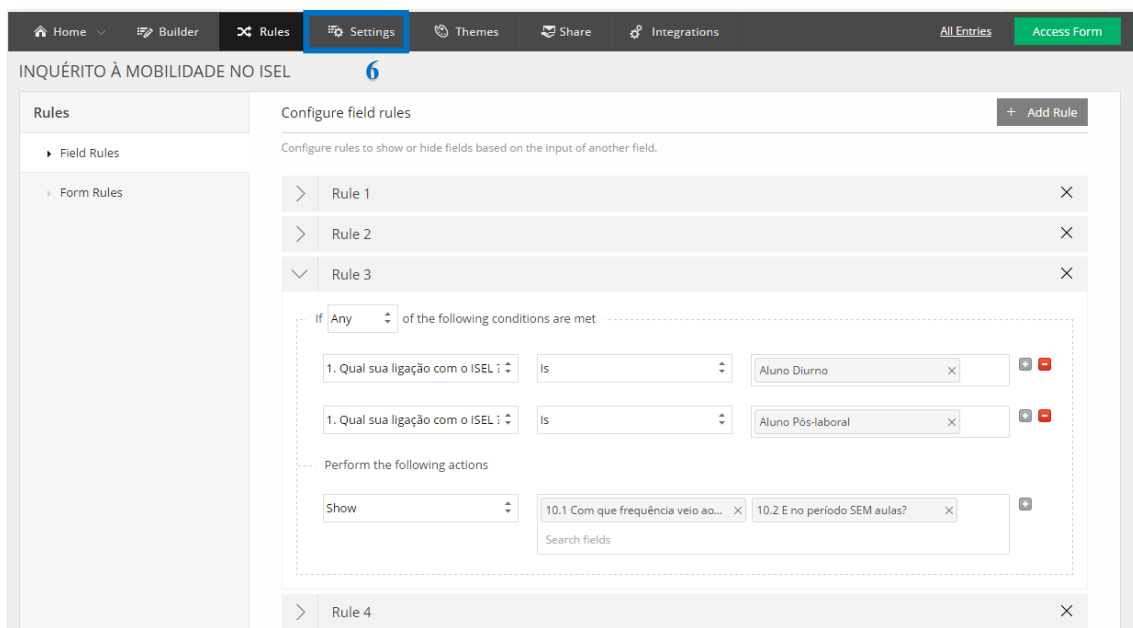 Home Builder Rules Settings Themes Share Integrations All Entries Access Form
INQUÉRITO À MOBILIDADE NO ISEL 6
Rules
Field Rules
Form Rules
Configure field rules + Add Rule
Configure rules to show or hide fields based on the input of another field.
Rule 1
Rule 2
Rule 3
If Any of the following conditions are met
1. Qual sua ligação com o ISEL Is Aluno Diurno
1. Qual sua ligação com o ISEL Is Aluno Pós-laboral
Perform the following actions
Show 10.1 Com que frequência veio ao... 10.2 E no período SEM aulas?
Search fields
Rule 4